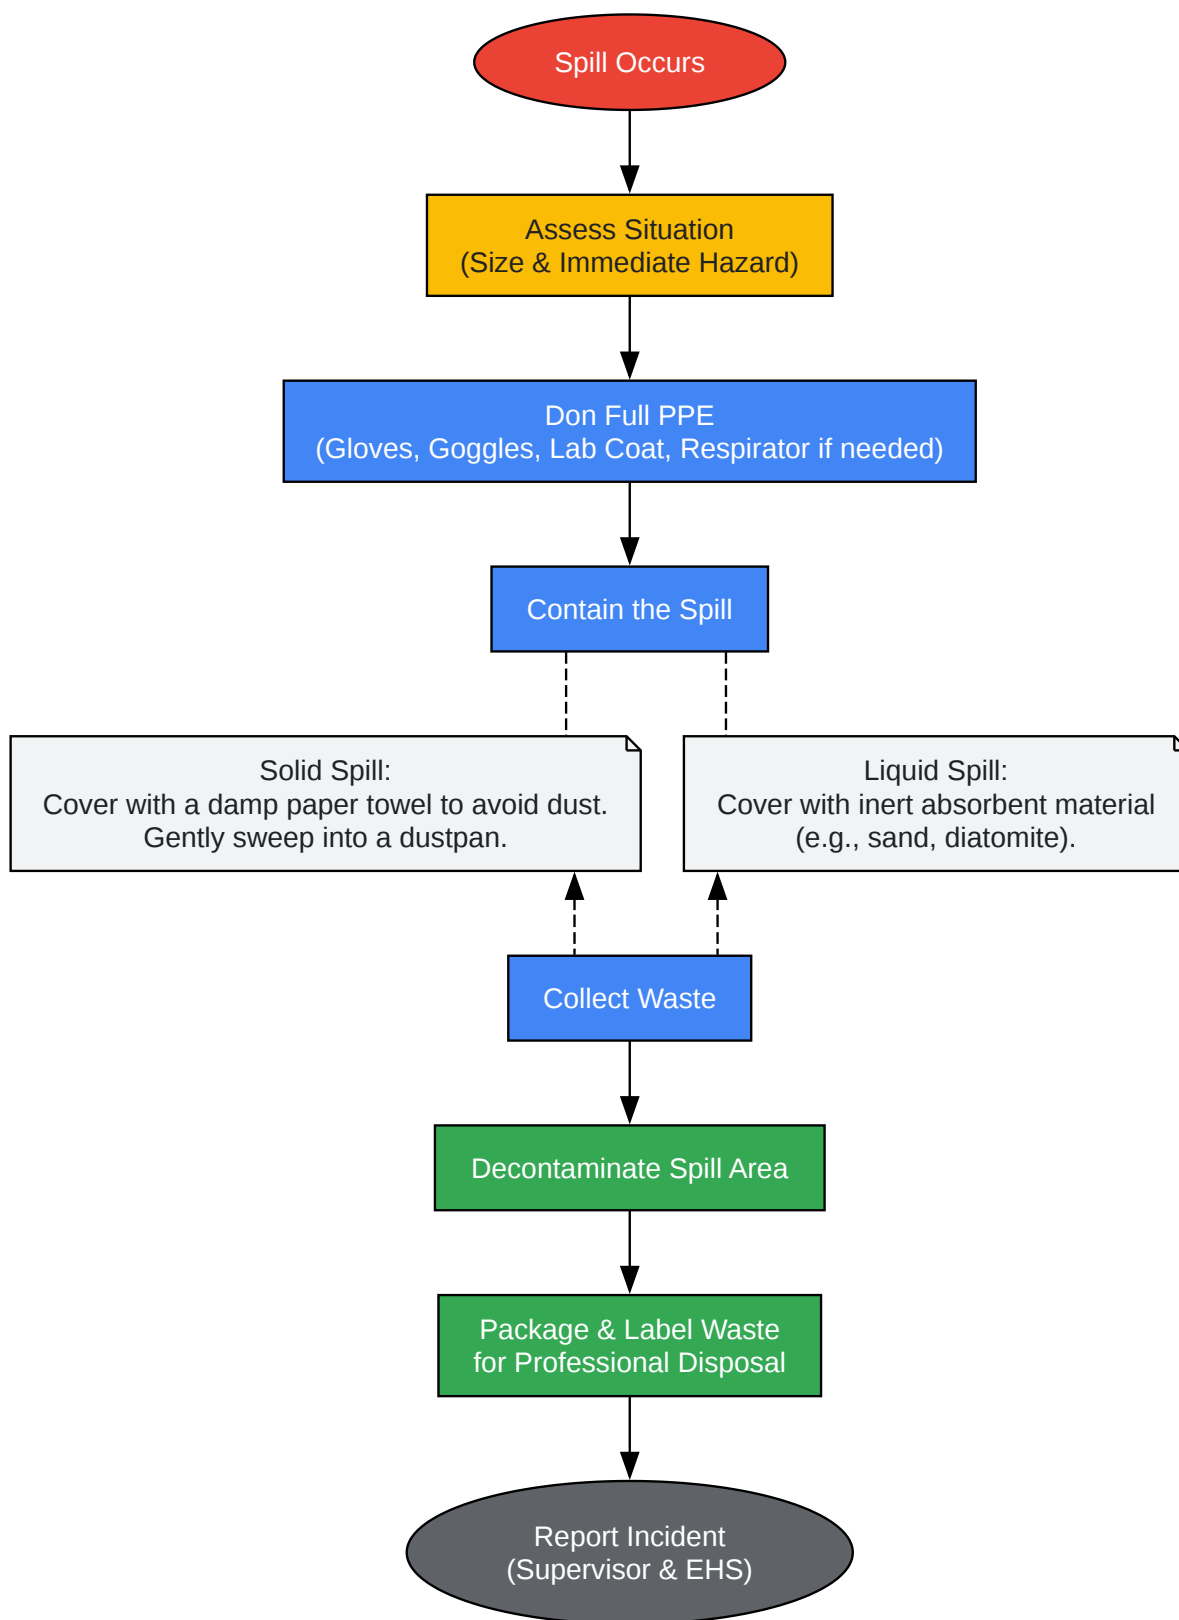 Spill Occurs
Assess Situation
(Size & Immediate Hazard)
Don Full PPE
(Gloves, Goggles, Lab Coat, Respirator if needed)
Contain the Spill
Solid Spill:
Cover with a damp paper towel to avoid dust.
Gently sweep into a dustpan.
Liquid Spill:
Cover with inert absorbent material
(e.g., sand, diatomite).
Collect Waste
Decontaminate Spill Area
Package & Label Waste
for Professional Disposal
Report Incident
(Supervisor & EHS)